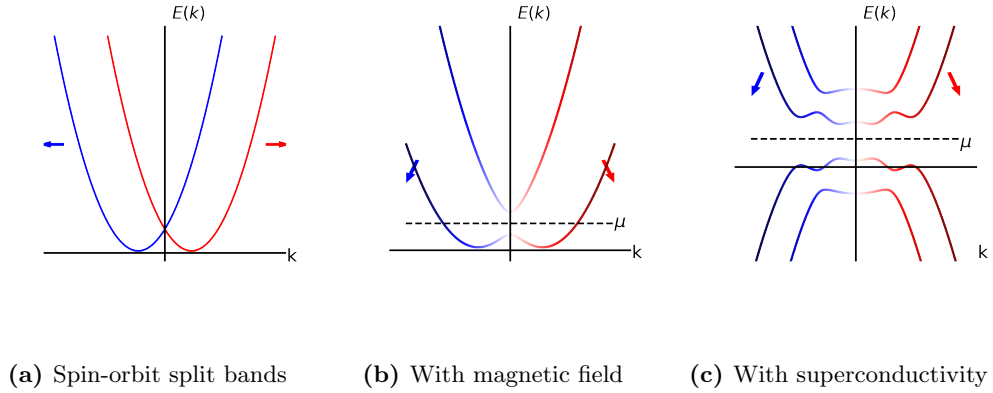 E(k)
k
E(k)
μ
k
E(k)
μ
k
(a) Spin-orbit split bands
(b) With magnetic field
(c) With superconductivity